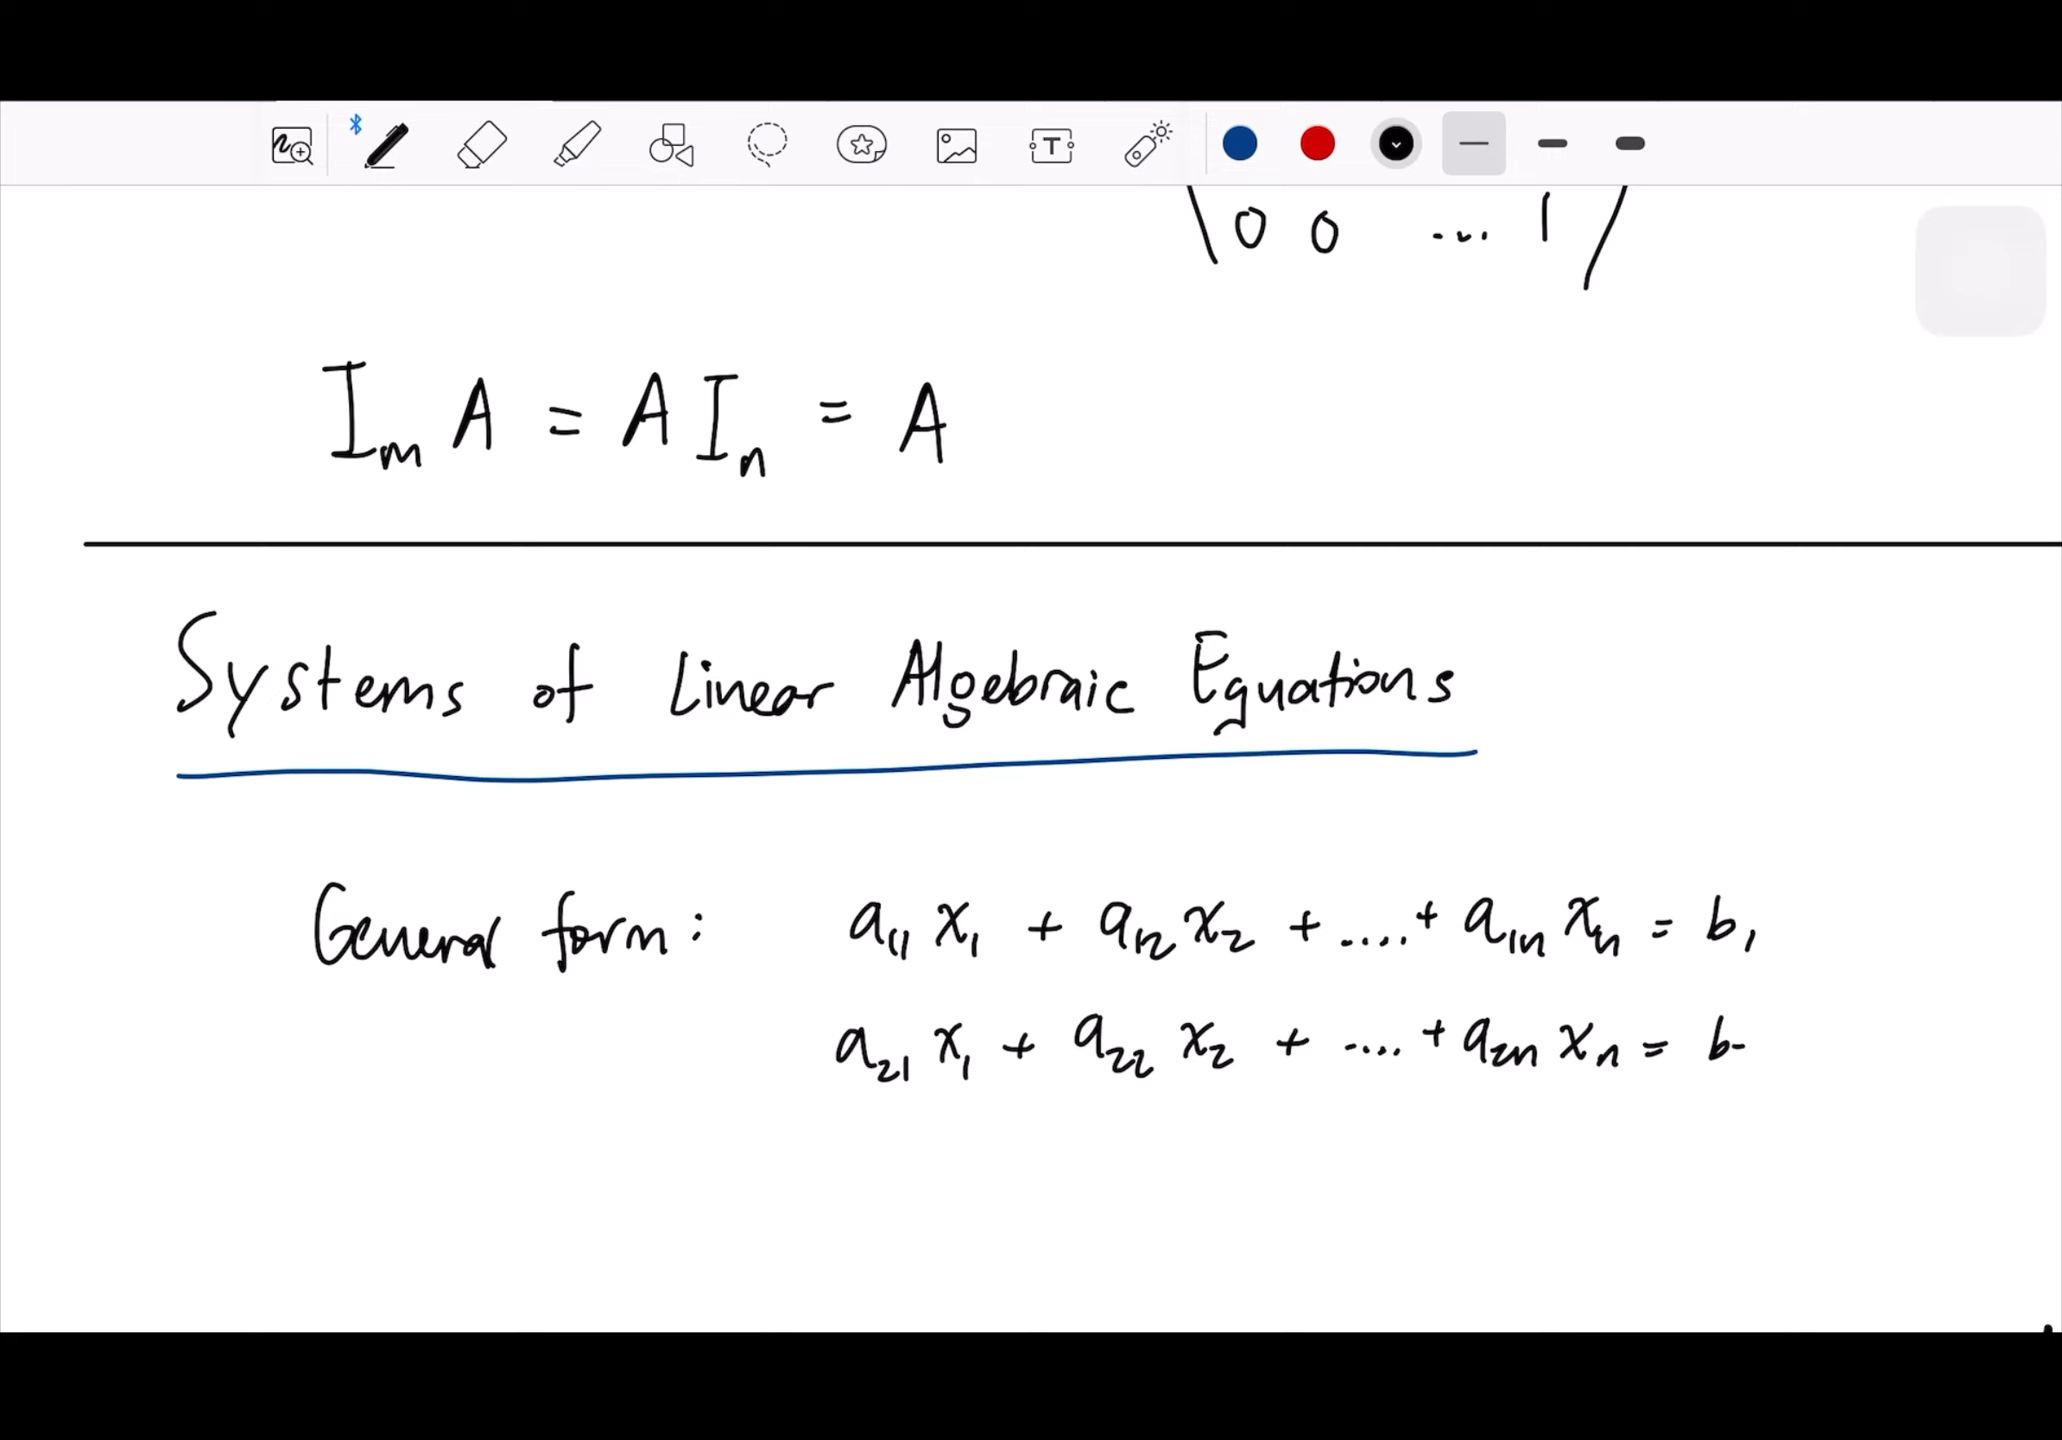 0 0 ... 1
I_m A = A I_n = A
Systems of Linear Algebraic Equations
General form: a_11 x_1 + a_12 x_2 + ....+ a_1n x_n = b_1
a_21 x_1 + a_22 x_2 + .... + a_2n x_n = b-